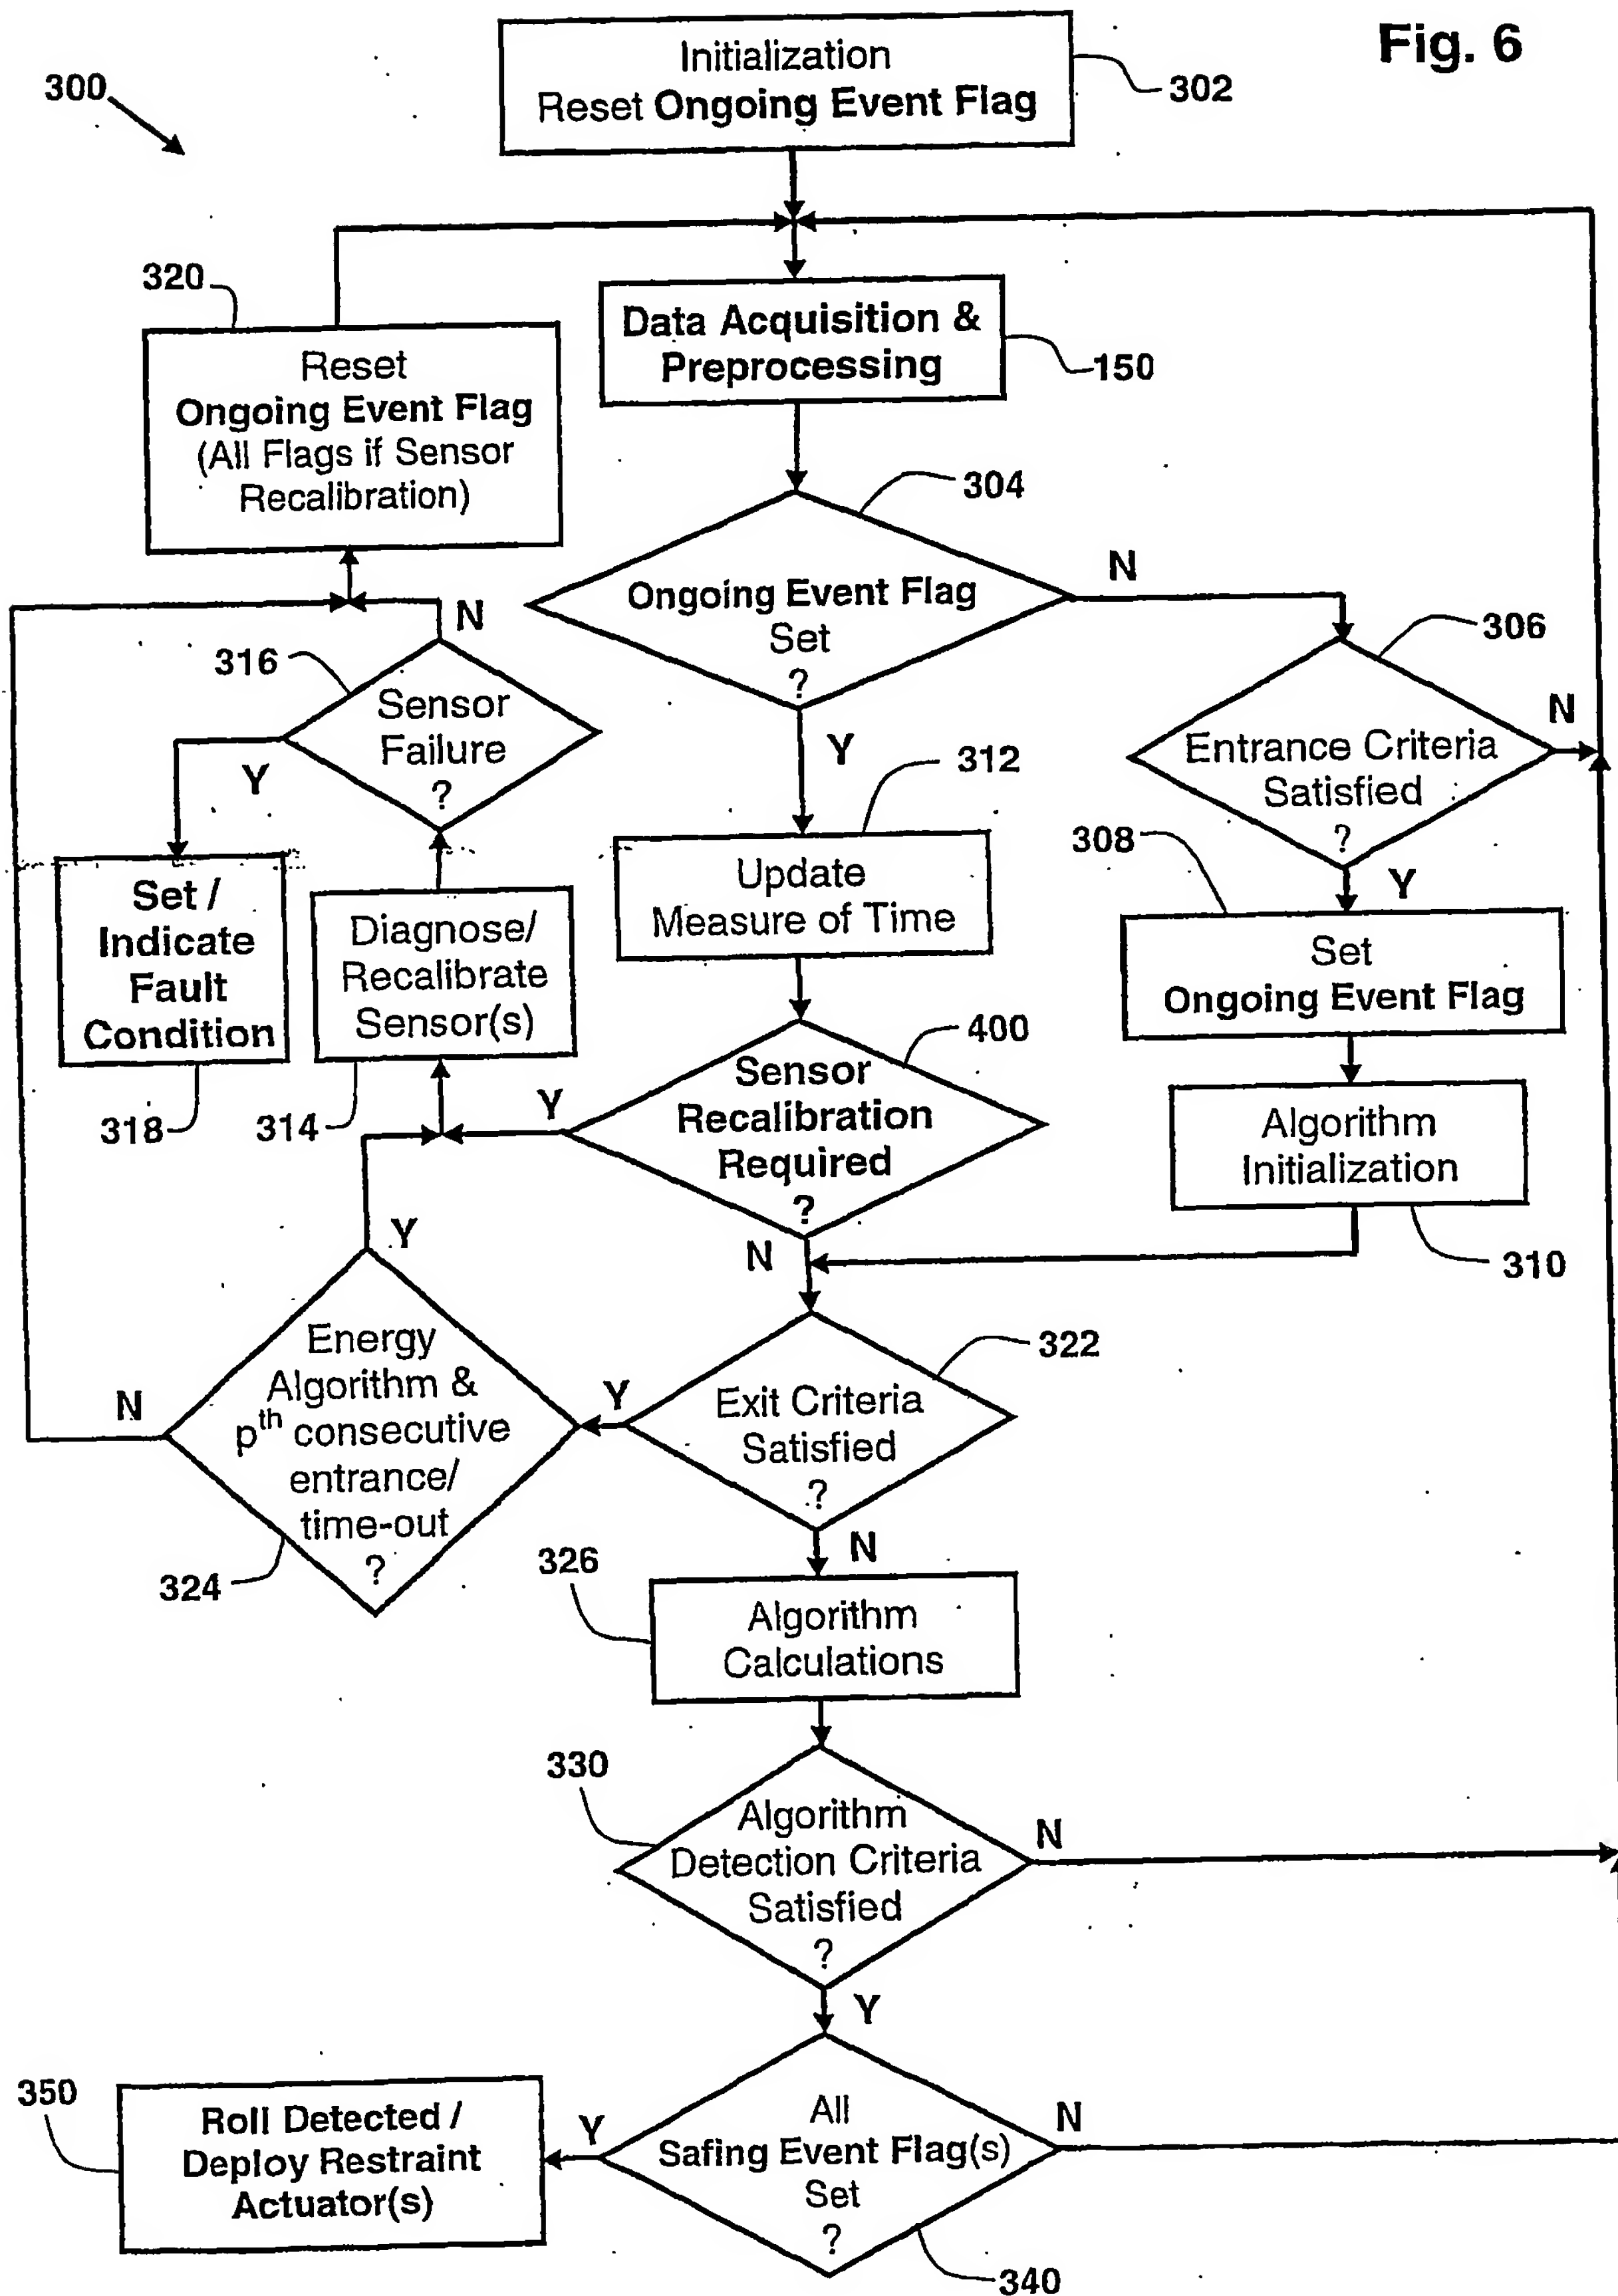 Fig. 6
300
Initialization
Reset Ongoing Event Flag
302
320
Reset
Ongoing Event Flag
(All Flags if Sensor
Recalibration)
Data Acquisition &
Preprocessing
150
304
Ongoing Event Flag
Set
?
N
Y
306
Entrance Criteria
Satisfied
?
N
Y
316
Sensor
Failure
?
N
Y
312
Update
Measure of Time
308
Set
Ongoing Event Flag
Set /
Indicate
Fault
Condition
318
Diagnose/
Recalibrate
Sensor(s)
314
400
Sensor
Recalibration
Required
?
Y
N
Algorithm
Initialization
310
Energy
Algorithm &
pth consecutive
entrance/
time-out
?
Y
N
324
322
Exit Criteria
Satisfied
?
Y
N
326
Algorithm
Calculations
330
Algorithm
Detection Criteria
Satisfied
?
N
Y
350
Roll Detected /
Deploy Restraint
Actuator(s)
All
Safing Event Flag(s)
Set
?
Y
N
340